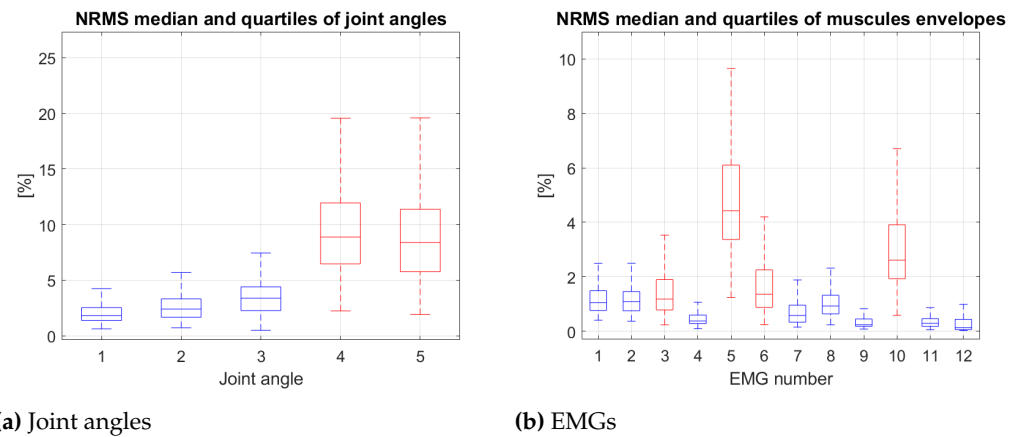 NRMS median and quartiles of joint angles
25
20
15
10
5
0
[%]
1 2 3 4 5
Joint angle
(a) Joint angles
NRMS median and quartiles of muscules envelopes
10
8
6
4
2
0
[%]
1 2 3 4 5 6 7 8 9 10 11 12
EMG number
(b) EMGs